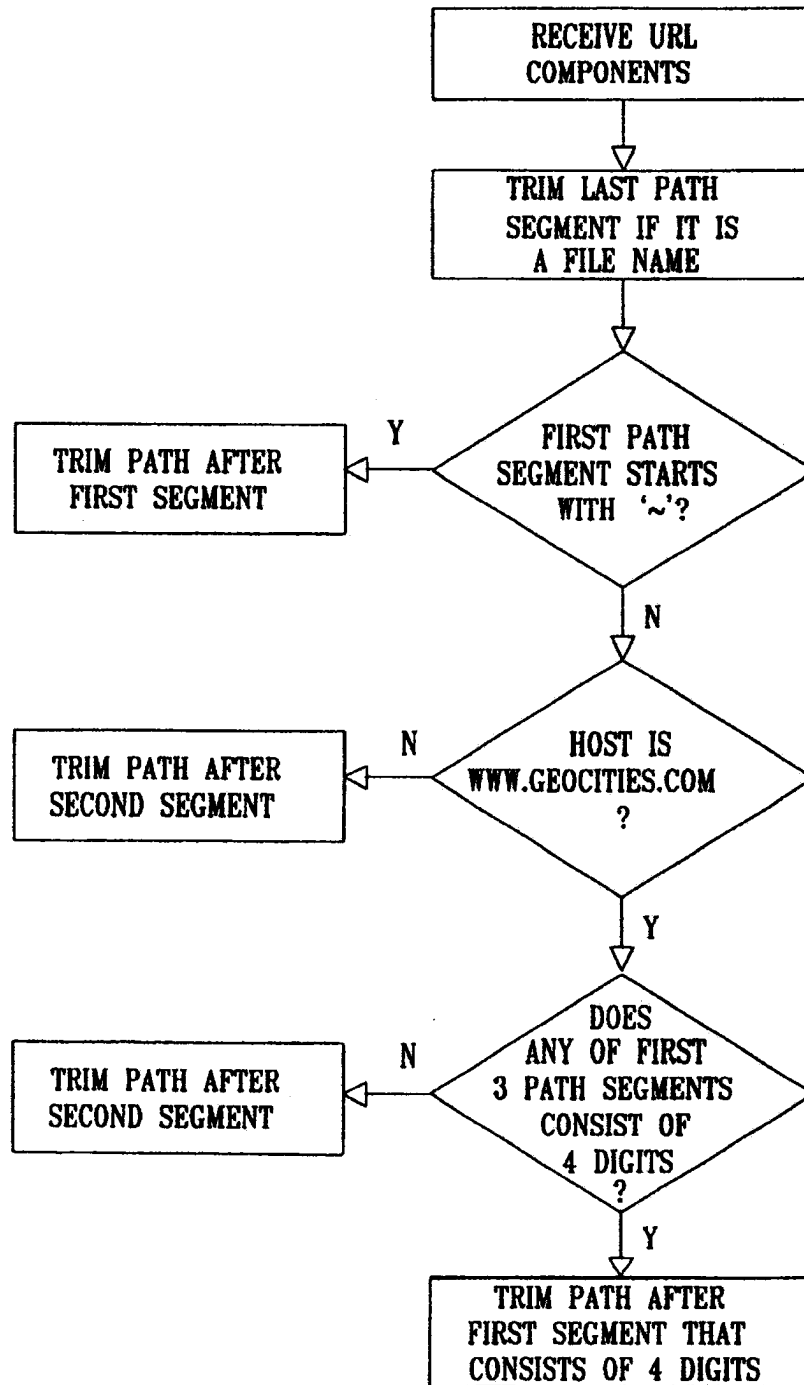 RECEIVE URL
COMPONENTS
TRIM LAST PATH
SEGMENT IF IT IS
A FILE NAME
Y
TRIM PATH AFTER
FIRST SEGMENT
FIRST PATH
SEGMENT STARTS
WITH '~'?
N
N
TRIM PATH AFTER
SECOND SEGMENT
HOST IS
WWW.GEOCITIES.COM
?
Y
N
TRIM PATH AFTER
SECOND SEGMENT
DOES
ANY OF FIRST
3 PATH SEGMENTS
CONSIST OF
4 DIGITS
?
Y
TRIM PATH AFTER
FIRST SEGMENT THAT
CONSISTS OF 4 DIGITS